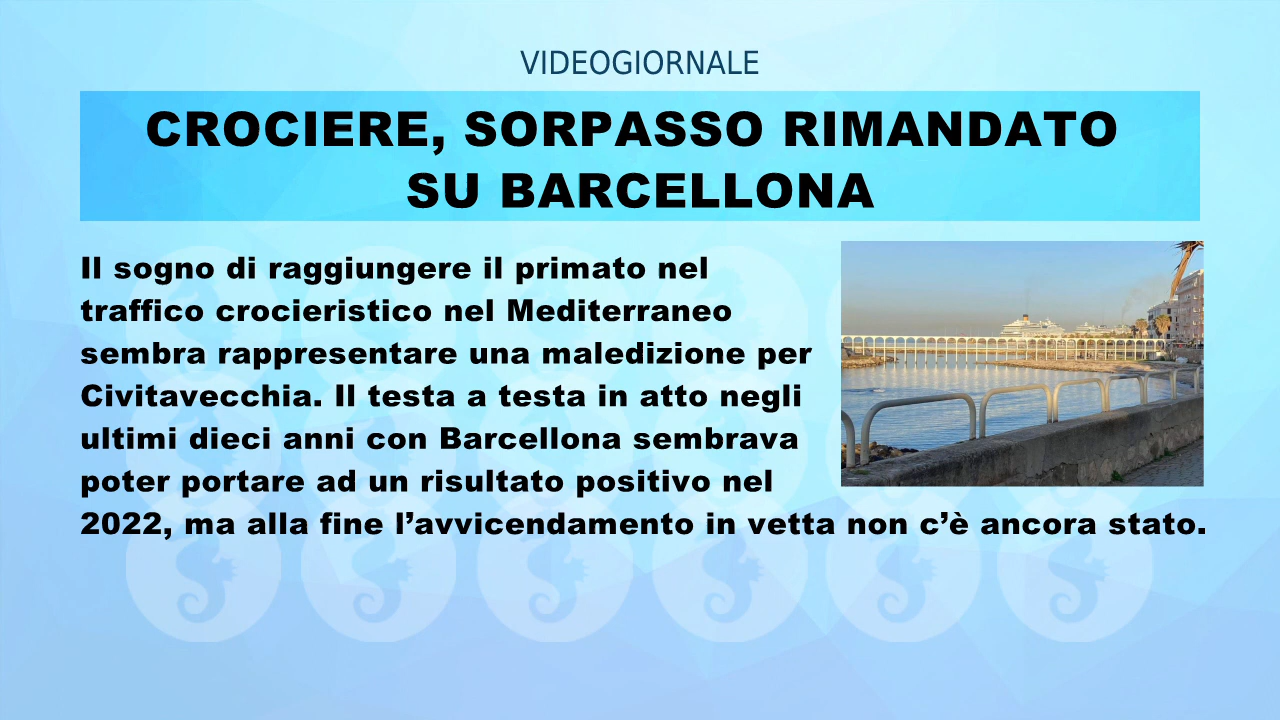 VIDEOGIORNALE
CROCIERE, SORPASSO RIMANDATO
SU BARCELLONA
Il sogno di raggiungere il primato nel
traffico crocieristico nel Mediterraneo
sembra rappresentare una maledizione per
Civitavecchia. Il testa a testa in atto negli
ultimi dieci anni con Barcellona sembrava
poter portare ad un risultato positivo nel
2022, ma alla fine l’avvicendamento in vetta non c’è ancora stato.